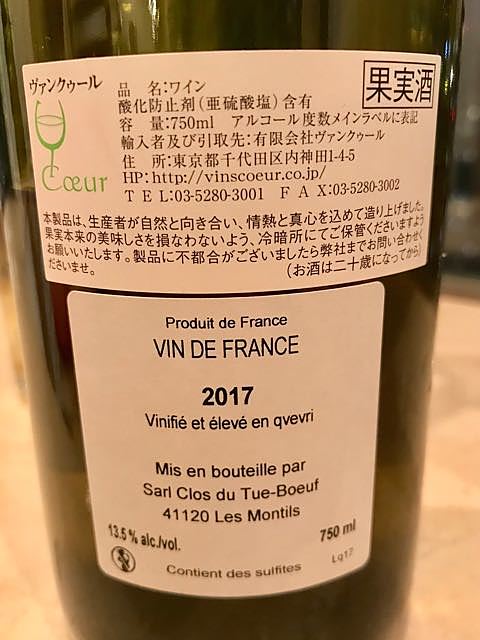 ヴァンクゥール
Cœur
果実酒
品　名:ワイン
酸化防止剤(亜硫酸塩)含有
容　量:750ml　アルコール度数メインラベルに表記
輸入者及び引取先:有限会社ヴァンクゥール
住　所:東京都千代田区内神田1-4-5
HP:http://vinscoeur.co.jp/
TEL:03-5280-3001　FAX:03-5280-3002
本製品は、生産者が自然と向き合い、情熱と真心を込めて造り上げました。
果実本来の美味しさを損なわないよう、冷暗所にてご保管くださいますよう
お願いいたします。製品に不都合がございましたら弊社までお問い合わせく
ださいませ。　(お酒は二十歳になってから)
Produit de France
VIN DE FRANCE
2017
Vinifié et élevé en qvevri
Mis en bouteille par
Sarl Clos du Tue-Boeuf
41120 Les Montils
13.5% alc./vol.　750 ml
Lq17
Contient des sulfites